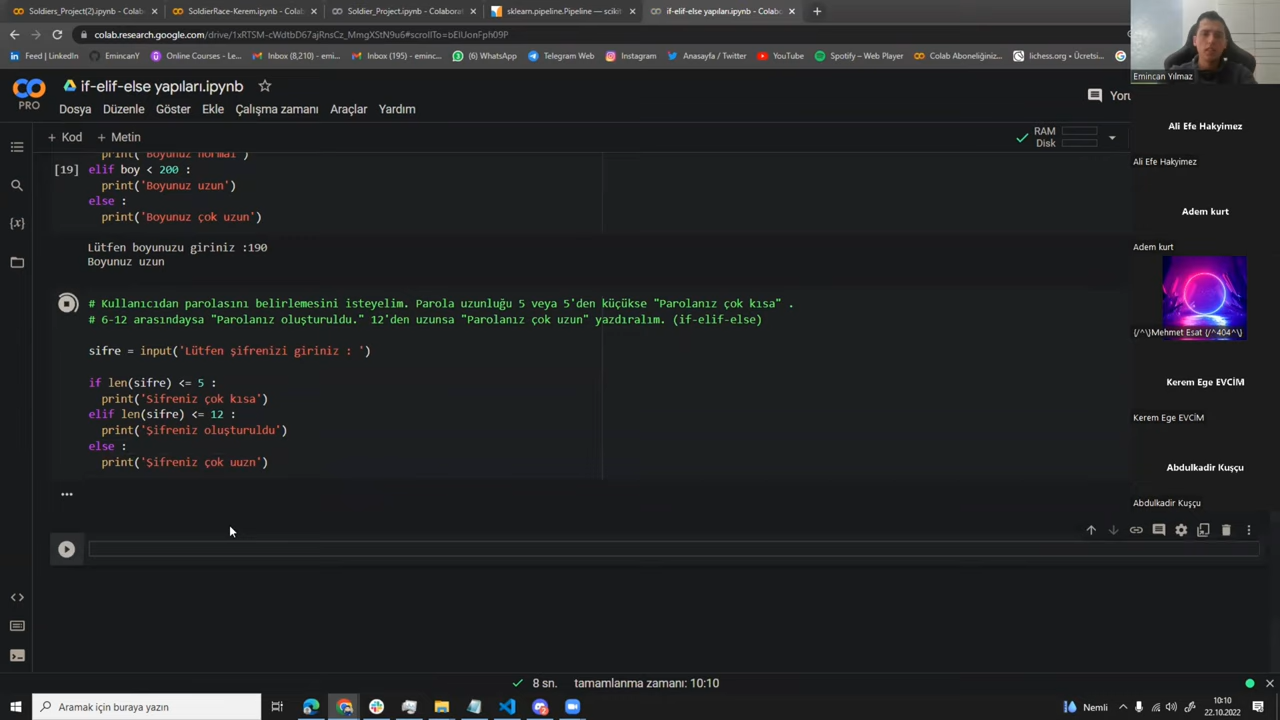 Soldiers_Project(2).ipynb - Colab
SoldierRace-Kerem.ipynb - Colab
Soldier_Project.ipynb - Colaborat
sklearn.pipeline.Pipeline — scikit
if-elif-else yapıları.ipynb - Colab
colab.research.google.com/drive/1xRTSM-cWdtbD67ajRnsCz_MmgXStN9u6#scrollTo=bEIUonFph09P
Feed | LinkedIn
EmincanY
Online Courses - Le...
Inbox (8,210) - emi...
Inbox (195) - eminc...
(6) WhatsApp
Telegram Web
Instagram
Anasayfa / Twitter
YouTube
Spotify – Web Player
Colab Aboneliğiniz...
lichess.org • Ücretsi...
Emincan Yılmaz
PRO
if-elif-else yapıları.ipynb
Dosya Düzenle Göster Ekle Çalışma zamanı Araçlar Yardım
Yoru
+ Kod + Metin
RAM
Disk
Ali Efe Hakyimez
Ali Efe Hakyimez
Adem kurt
Adem kurt
{/^\}Mehmet Esat {/^404^\}
Kerem Ege EVCİM
Kerem Ege EVCİM
Abdulkadir Kuşçu
Abdulkadir Kuşçu
print('Boyunuz normal')
[19] elif boy < 200 :
print('Boyunuz uzun')
else :
print('Boyunuz çok uzun')
Lütfen boyunuzu giriniz :190
Boyunuz uzun
# Kullanıcıdan parolasını belirlemesini isteyelim. Parola uzunluğu 5 veya 5'den küçükse "Parolanız çok kısa" .
# 6-12 arasındaysa "Parolanız oluşturuldu." 12'den uzunsa "Parolanız çok uzun" yazdıralım. (if-elif-else)
sifre = input('Lütfen şifrenizi giriniz : ')
if len(sifre) <= 5 :
print('Şifreniz çok kısa')
elif len(sifre) <= 12 :
print('Şifreniz oluşturuldu')
else :
print('Şifreniz çok uuzn')
...
8 sn. tamamlanma zamanı: 10:10
Aramak için buraya yazın
Nemli
10:10
22.10.2022